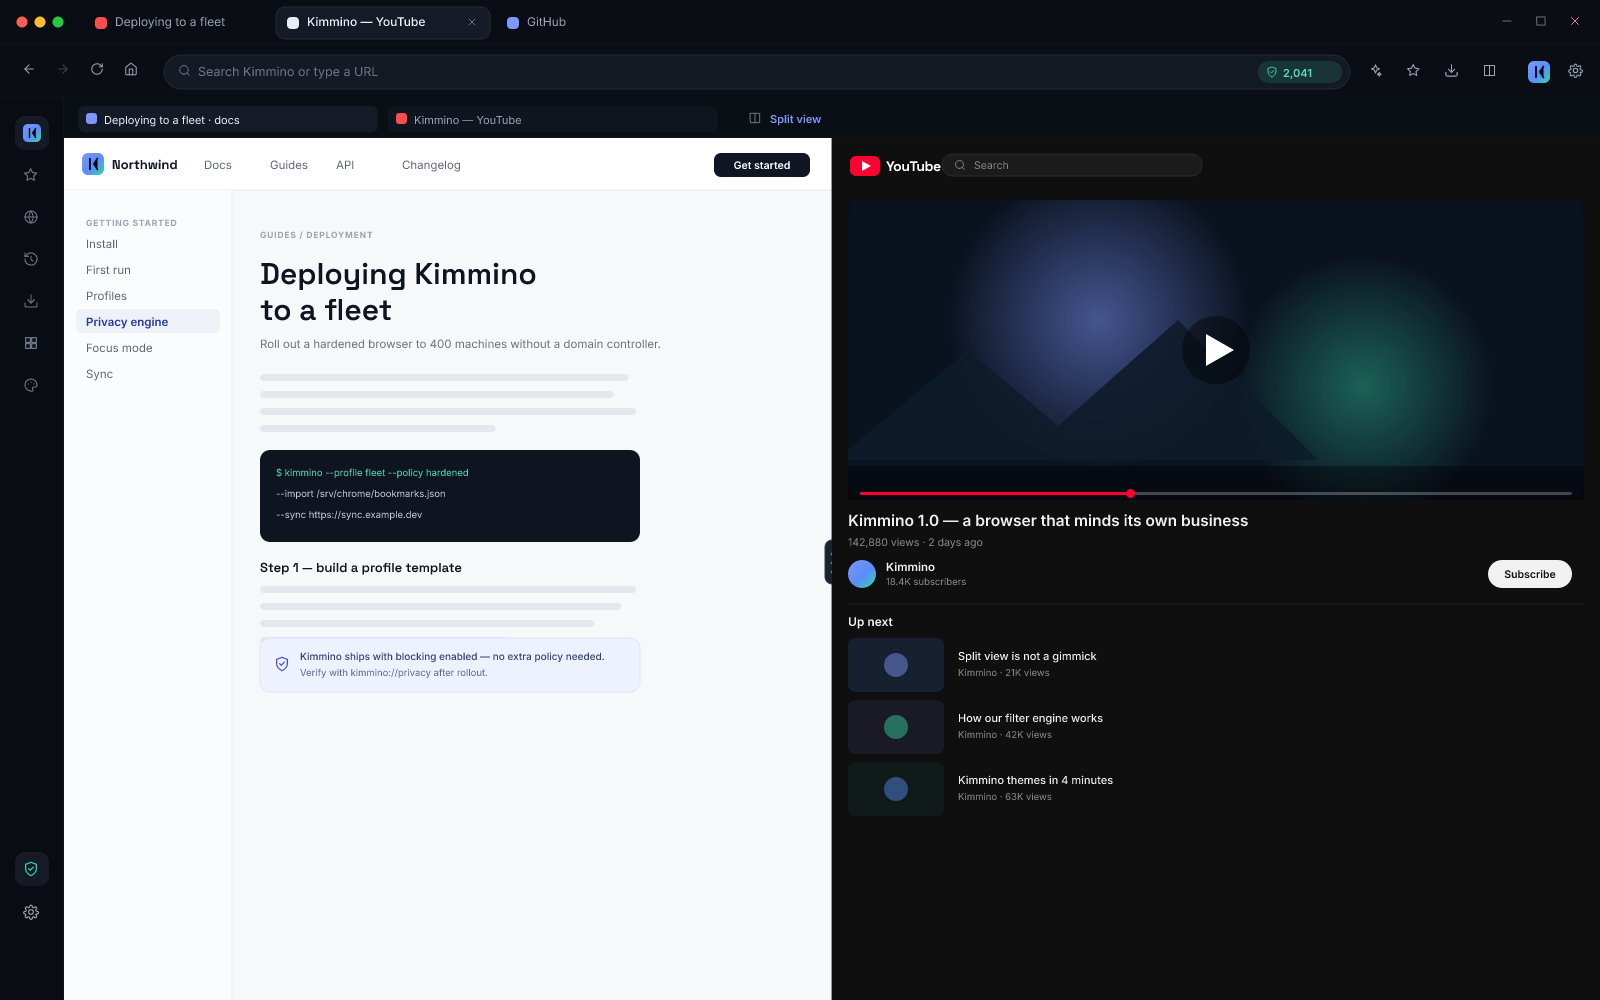 Deploying to a fleet
Kimmino — YouTube
GitHub
Search Kimmino or type a URL
2,041
Deploying to a fleet · docs
Kimmino — YouTube
Split view
Northwind
Docs
Guides
API
Changelog
Get started
GETTING STARTED
Install
First run
Profiles
Privacy engine
Focus mode
Sync
GUIDES / DEPLOYMENT
Deploying Kimmino
to a fleet
Roll out a hardened browser to 400 machines without a domain controller.
$ kimmino --profile fleet --policy hardened
--import /srv/chrome/bookmarks.json
--sync https://sync.example.dev
Step 1 — build a profile template
Kimmino ships with blocking enabled — no extra policy needed.
Verify with kimmino://privacy after rollout.
YouTube
Search
Kimmino 1.0 — a browser that minds its own business
142,880 views · 2 days ago
Kimmino
18.4K subscribers
Subscribe
Up next
Split view is not a gimmick
Kimmino · 21K views
How our filter engine works
Kimmino · 42K views
Kimmino themes in 4 minutes
Kimmino · 63K views